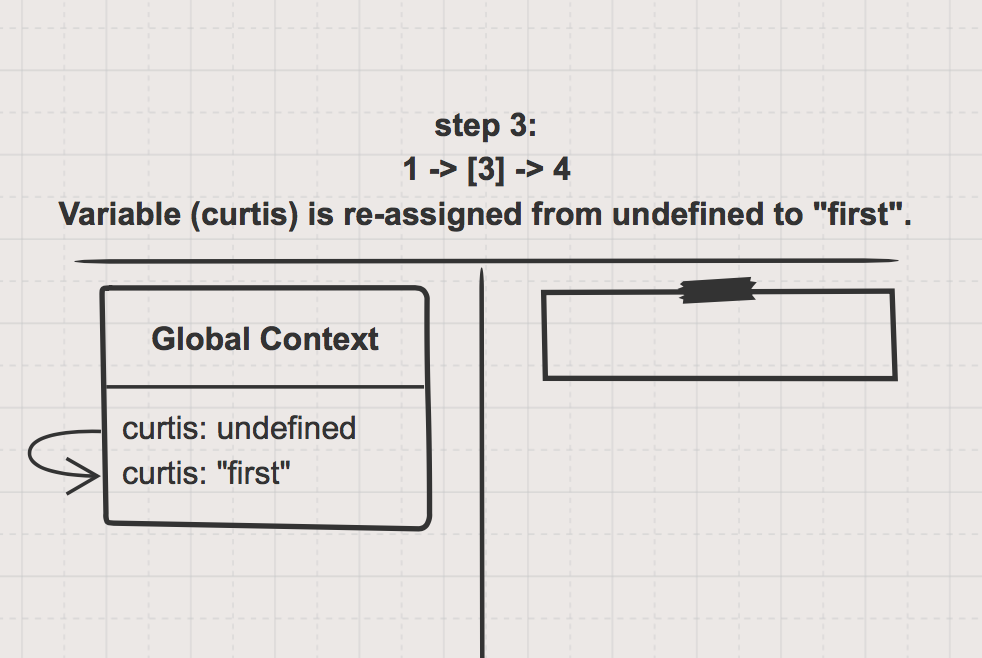 step 3:
1 -> [3] -> 4
Variable (curtis) is re-assigned from undefined to "first".
Global Context
curtis: undefined
curtis: "first"